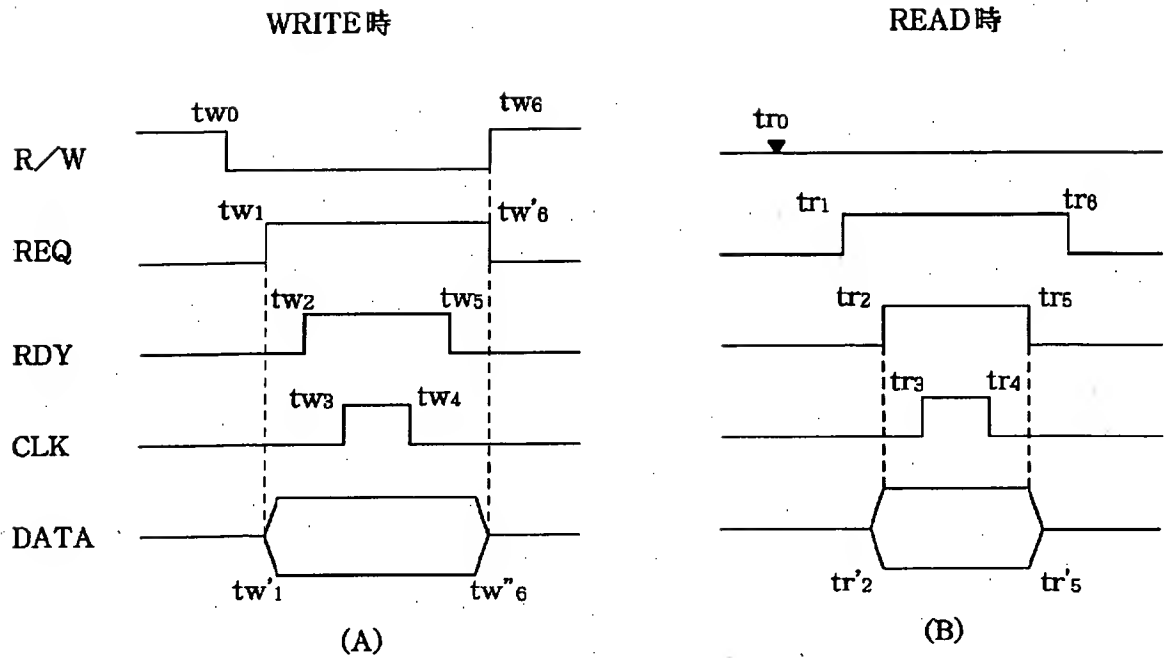 WRITE時
READ時
tw0
tw6
tr0
R/W
tw1
tw'6
tr1
tr6
REQ
tw2
tw5
tr2
tr5
RDY
tw3
tw4
tr3
tr4
CLK
DATA
tw'1
tw"6
tr'2
tr'5
(A)
(B)